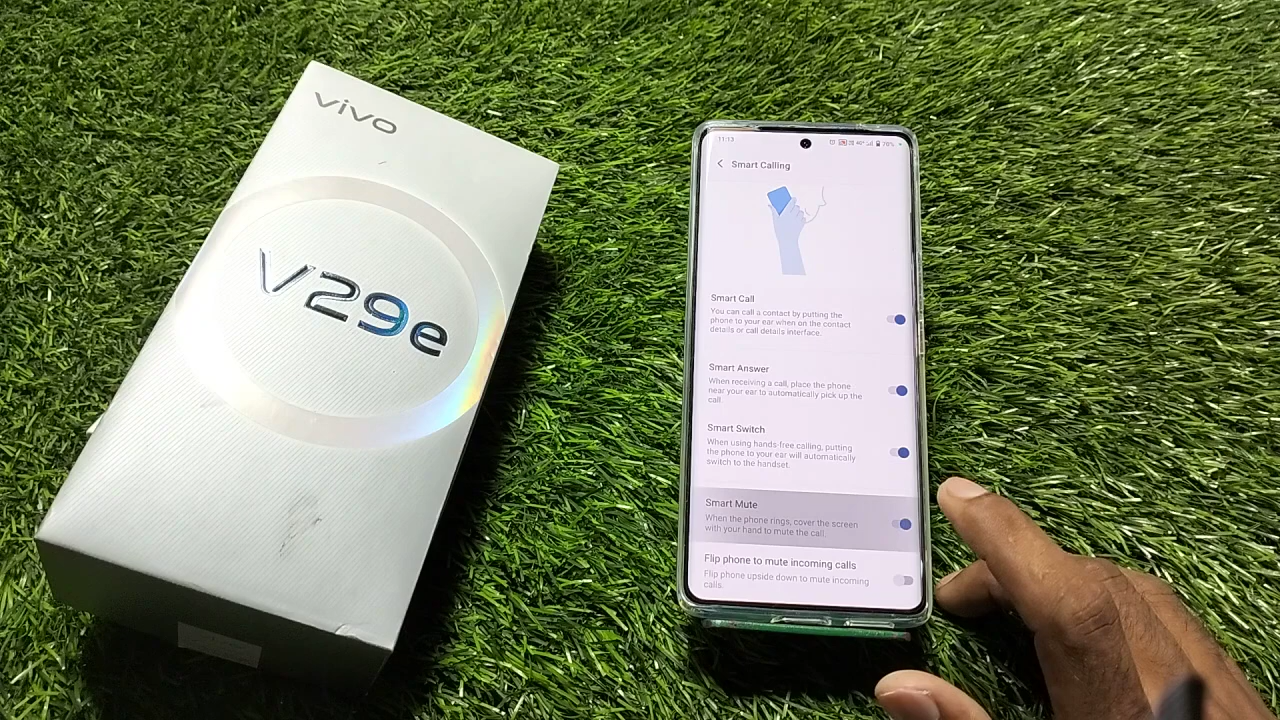 vivo
V29e
11:13
4G+
78%
Smart Calling
Smart Call
You can call a contact by putting the
phone to your ear when on the contact
details or call details interface.
Smart Answer
When receiving a call, place the phone
near your ear to automatically pick up the
call.
Smart Switch
When using hands-free calling, putting
the phone to your ear will automatically
switch to the handset.
Smart Mute
When the phone rings, cover the screen
with your hand to mute the call.
Flip phone to mute incoming calls
Flip phone upside down to mute incoming
calls.